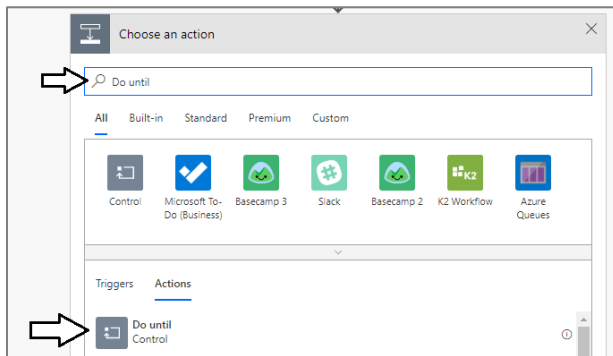 Choose an action
Do until
All Built-in Standard Premium Custom
Control Microsoft To-Do (Business) Basecamp 3 Slack Basecamp 2 K2 Workflow Azure Queues
Triggers Actions
Do until
Control